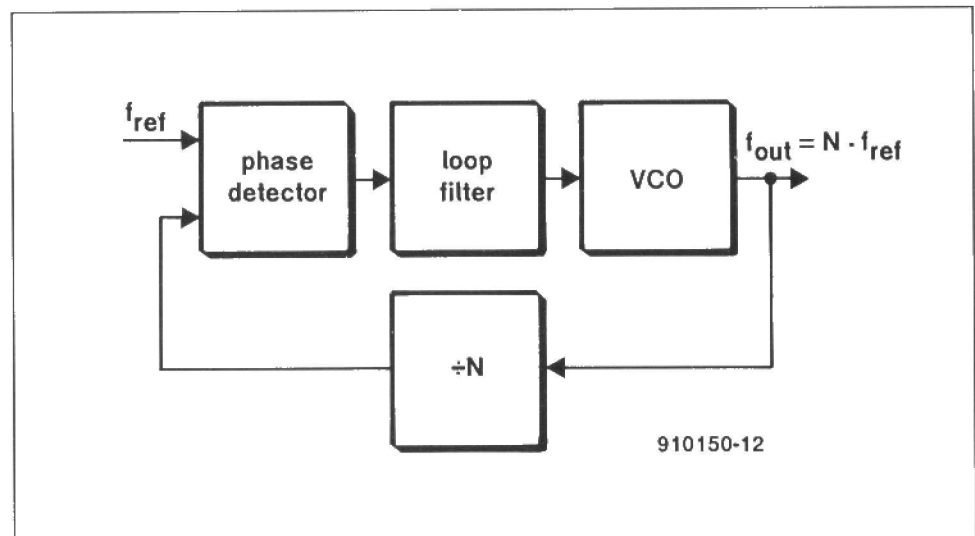 f_ref
phase
detector
loop
filter
VCO
f_out = N · f_ref
÷N
910150-12